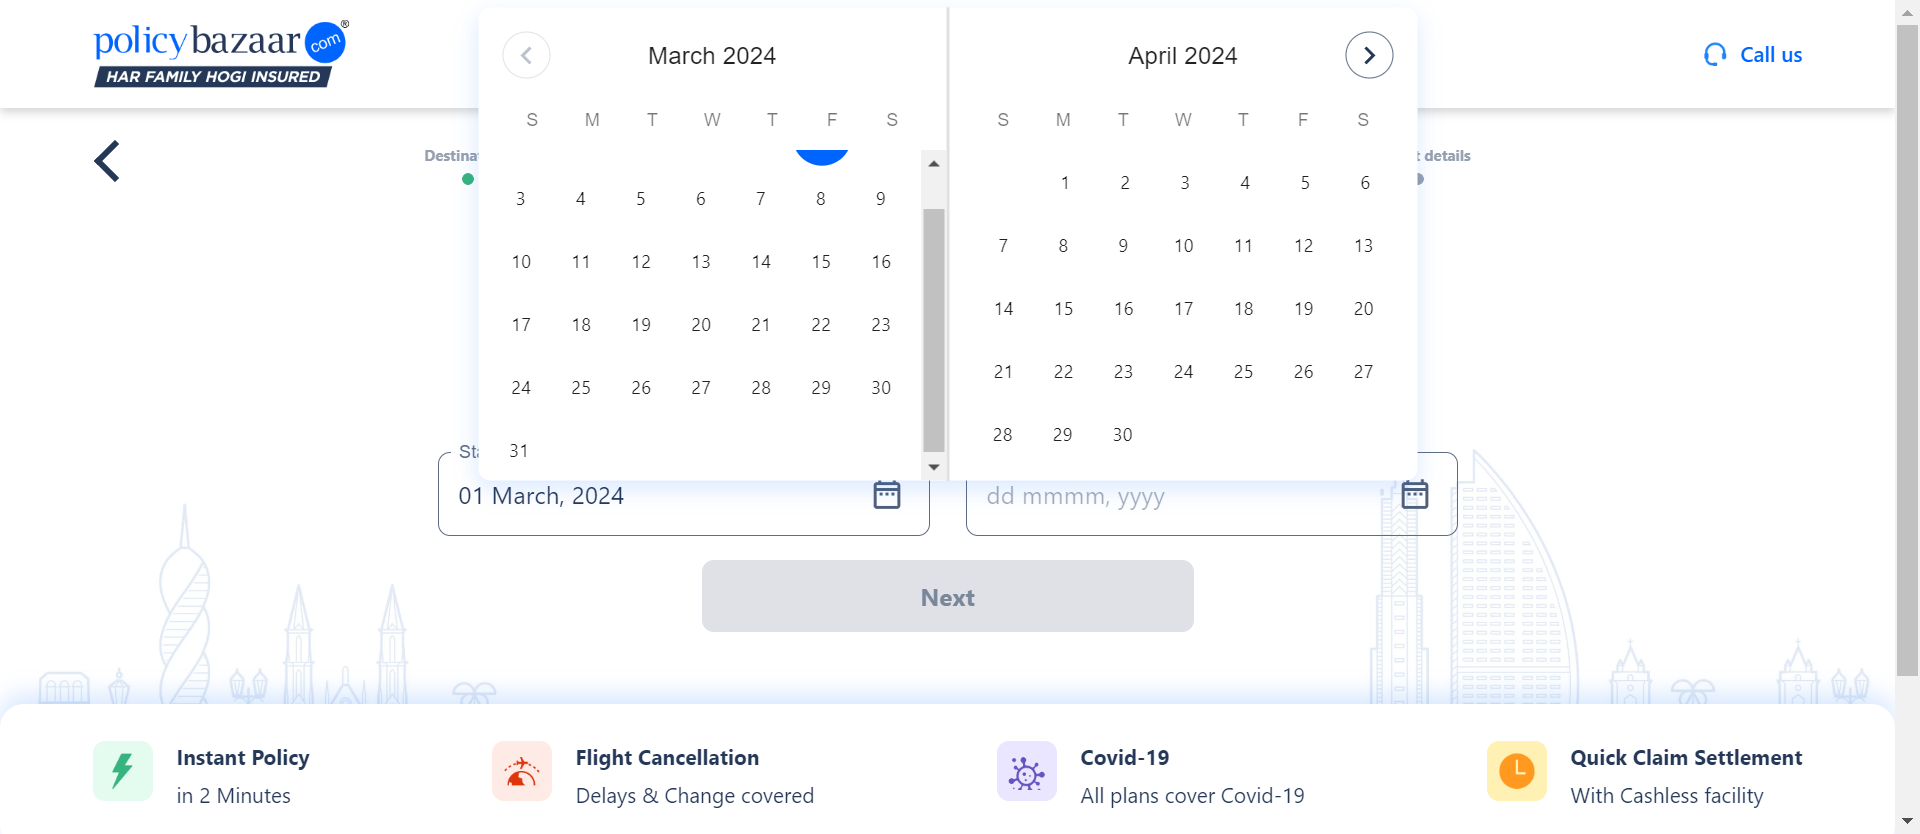 policybazaar com ®
HAR FAMILY HOGI INSURED
Call us
March 2024
S M T W T F S
3 4 5 6 7 8 9
10 11 12 13 14 15 16
17 18 19 20 21 22 23
24 25 26 27 28 29 30
31
April 2024
S M T W T F S
1 2 3 4 5 6
7 8 9 10 11 12 13
14 15 16 17 18 19 20
21 22 23 24 25 26 27
28 29 30
Destina
t details
Sta
01 March, 2024
dd mmmm, yyyy
Next
Instant Policy
in 2 Minutes
Flight Cancellation
Delays & Change covered
Covid-19
All plans cover Covid-19
Quick Claim Settlement
With Cashless facility